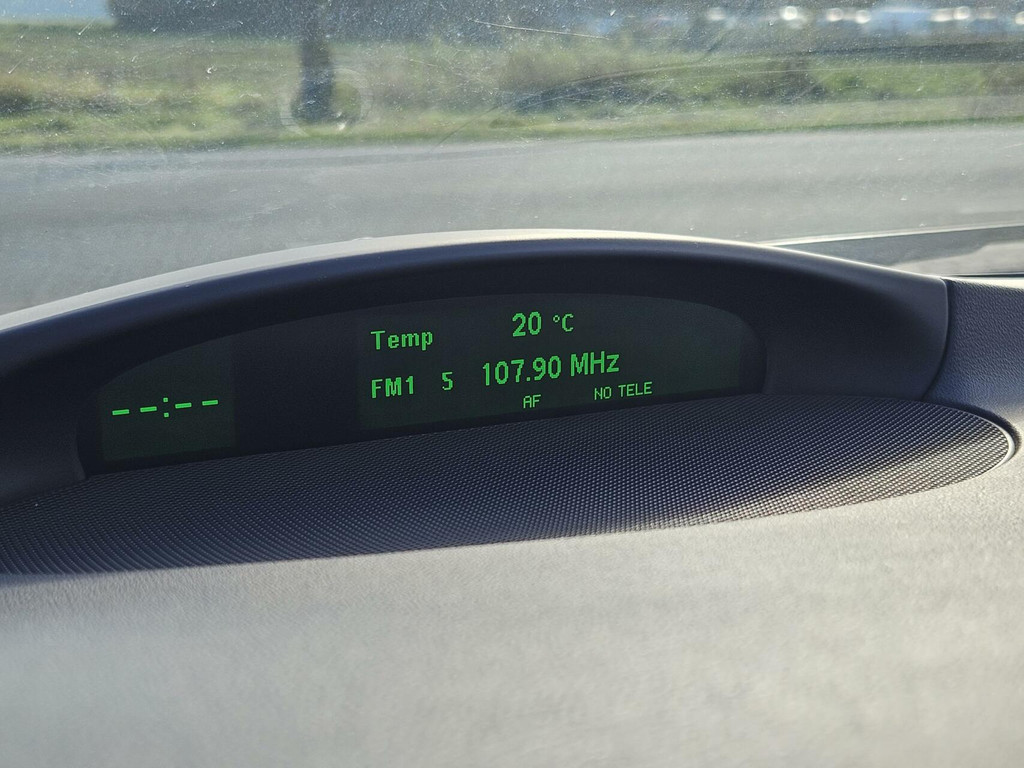 --:--
Temp 20 °C
FM1 5 107.90 MHz
AF NO TELE